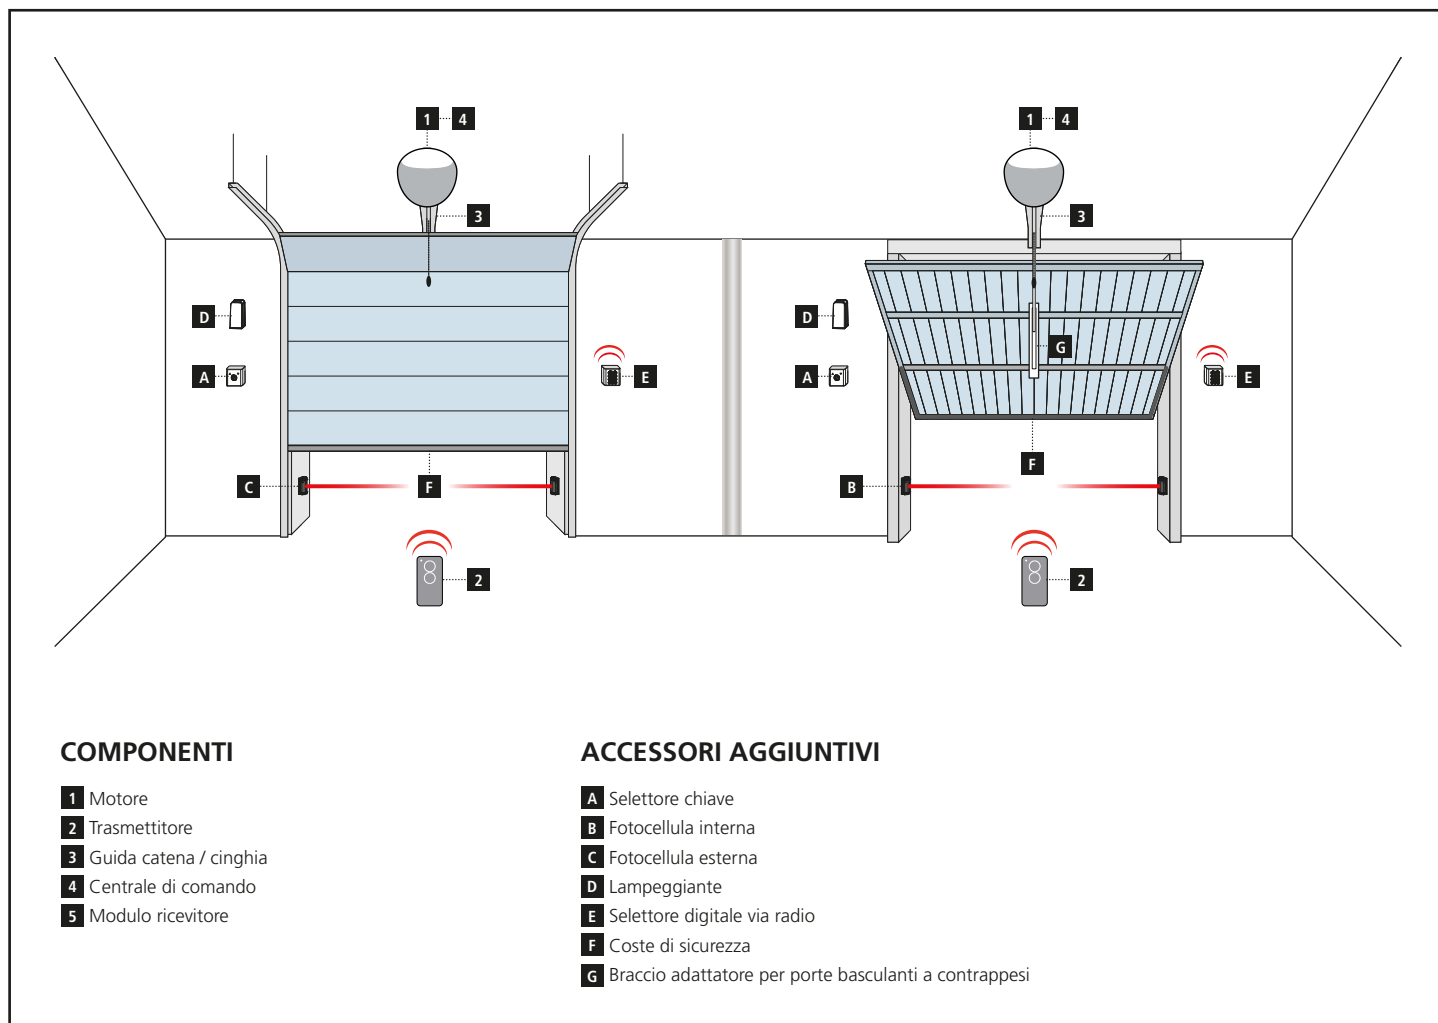 1 4
1 4
3
3
D
D
A
E
A
G
E
C
F
F
B
2
2
COMPONENTI
1 Motore
2 Trasmettitore
3 Guida catena / cinghia
4 Centrale di comando
5 Modulo ricevitore
ACCESSORI AGGIUNTIVI
A Selettore chiave
B Fotocellula interna
C Fotocellula esterna
D Lampeggiante
E Selettore digitale via radio
F Coste di sicurezza
G Braccio adattatore per porte basculanti a contrappesi